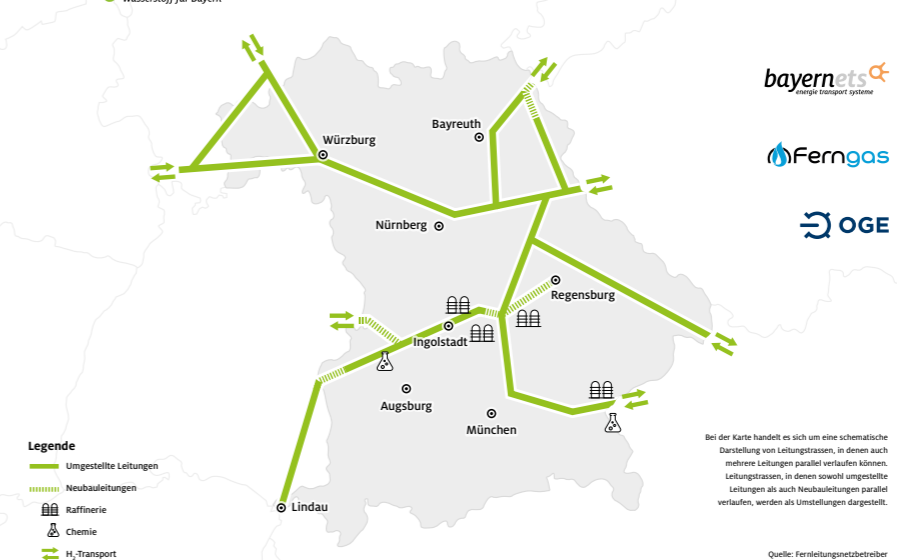 Wasserstoff für Bayern
bayernets
energie transport systeme
Ferngas
OGE
Bayreuth
Würzburg
Nürnberg
Regensburg
Ingolstadt
Augsburg
München
Lindau
Legende
Umgestellte Leitungen
Neubauleitungen
Raffinerie
Chemie
H₂-Transport
Bei der Karte handelt es sich um eine schematische
Darstellung von Leitungstrassen, in denen auch
mehrere Leitungen parallel verlaufen können.
Leitungstrassen, in denen sowohl umgestellte
Leitungen als auch Neubauleitungen parallel
verlaufen, werden als Umstellungen dargestellt.
Quelle: Fernleitungsnetzbetreiber